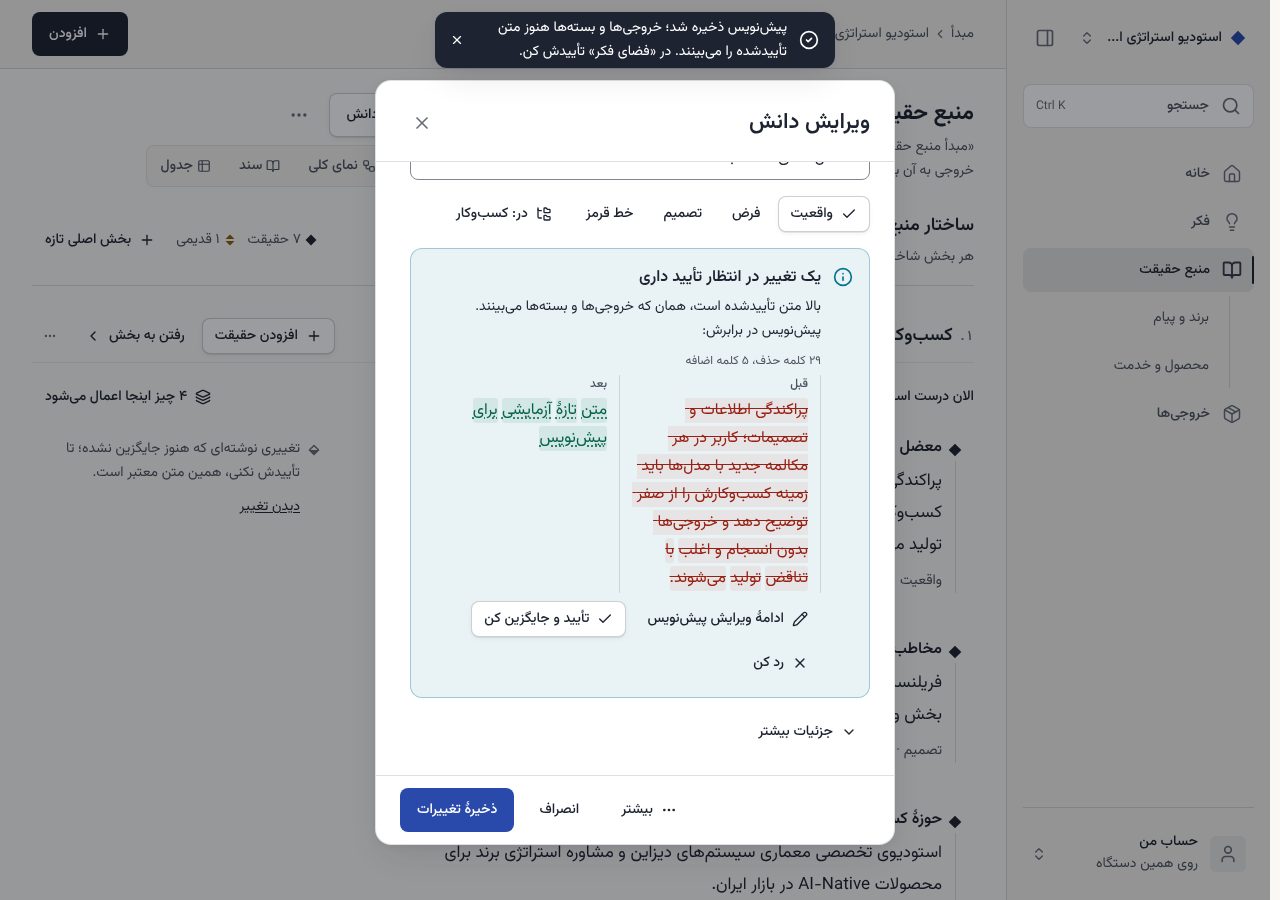 پیش‌نویس ذخیره شد؛ خروجی‌ها و بسته‌ها هنوز متن
تأییدشده را می‌بینند. در «فضای فکر» تأییدش کن.
استودیو استراتژی ا...
جستجو
Ctrl K
خانه
فکر
منبع حقیقت
برند و پیام
محصول و خدمت
خروجی‌ها
حساب من
روی همین دستگاه
مبدأ
استودیو استراتژی
افزودن
منبع حقی
دانش
«مبدأ منبع حق
خروجی به آن ب
نمای کلی
سند
جدول
ساختار منبع
هر بخش شاخ
۷ حقیقت
۱ قدیمی
بخش اصلی تازه
۱. کسب‌وک
افزودن حقیقت
رفتن به بخش
الان درست اس
۴ چیز اینجا اعمال می‌شود
معضل
پراکندگ
کسب‌وک
تولید م
واقعیت
تغییری نوشته‌ای که هنوز جایگزین نشده؛ تا
تأییدش نکنی، همین متن معتبر است.
دیدن تغییر
مخاطب
فریلنس
بخش و
تصمیم ·
حوزهٔ ک
استودیوی تخصصی معماری سیستم‌های دیزاین و مشاوره استراتژی برند برای
محصولات AI-Native در بازار ایران.
ویرایش دانش
واقعیت
فرض
تصمیم
خط قرمز
در: کسب‌وکار
یک تغییر در انتظار تأیید داری
بالا متن تأییدشده است، همان که خروجی‌ها و بسته‌ها می‌بینند.
پیش‌نویس در برابرش:
۲۹ کلمه حذف، ۵ کلمه اضافه
قبل
پراکندگی اطلاعات و
تصمیمات؛ کاربر در هر
مکالمه جدید با مدل‌ها باید
زمینه کسب‌وکارش را از صفر
توضیح دهد و خروجی‌ها
بدون انسجام و اغلب با
تناقض تولید می‌شوند.
بعد
متن تازهٔ آزمایشی برای
پیش‌نویس
ادامهٔ ویرایش پیش‌نویس
تأیید و جایگزین کن
رد کن
جزئیات بیشتر
بیشتر
انصراف
ذخیرهٔ تغییرات